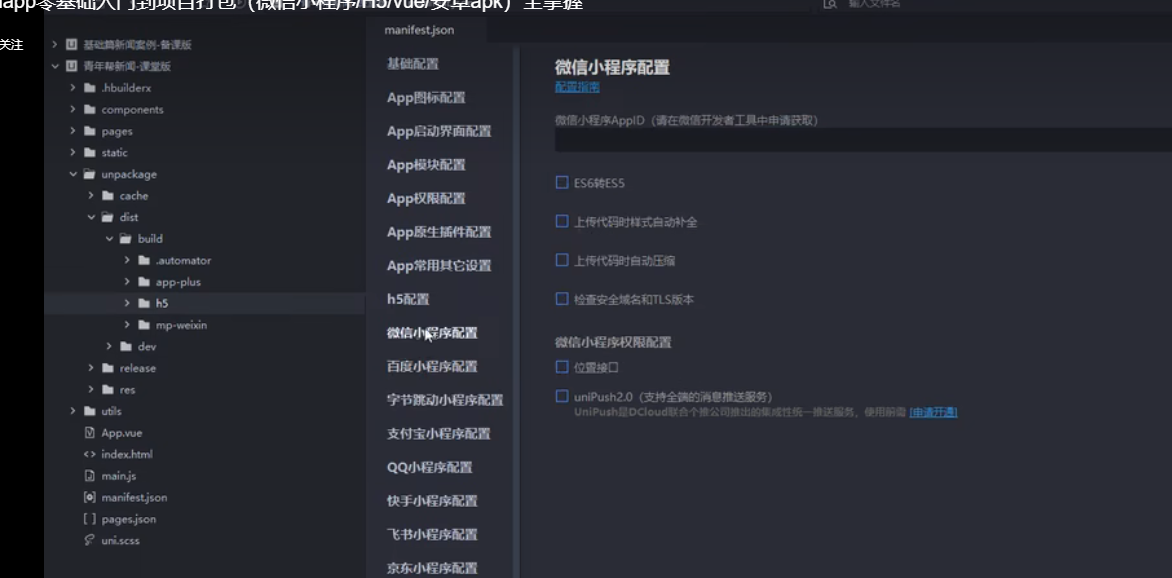 iapp零基础入门到项目打包（微信小程序/H5/vue/安卓apk）全掌握
输入文件名
关注
基础篇新闻案例-备课版
青年帮新闻-课堂版
.hbuilderx
components
pages
static
unpackage
cache
dist
build
.automator
app-plus
h5
mp-weixin
dev
release
res
utils
App.vue
index.html
main.js
manifest.json
pages.json
uni.scss
manifest.json
基础配置
App图标配置
App启动界面配置
App模块配置
App权限配置
App原生插件配置
App常用其它设置
h5配置
微信小程序配置
百度小程序配置
字节跳动小程序配置
支付宝小程序配置
QQ小程序配置
快手小程序配置
飞书小程序配置
京东小程序配置
微信小程序配置
配置指南
微信小程序AppID（请在微信开发者工具中申请获取）
ES6转ES5
上传代码时样式自动补全
上传代码时自动压缩
检查安全域名和TLS版本
微信小程序权限配置
位置接口
uniPush2.0（支持全端的消息推送服务）
UniPush是DCloud联合个推公司推出的集成性统一推送服务，使用前需 [申请开通]